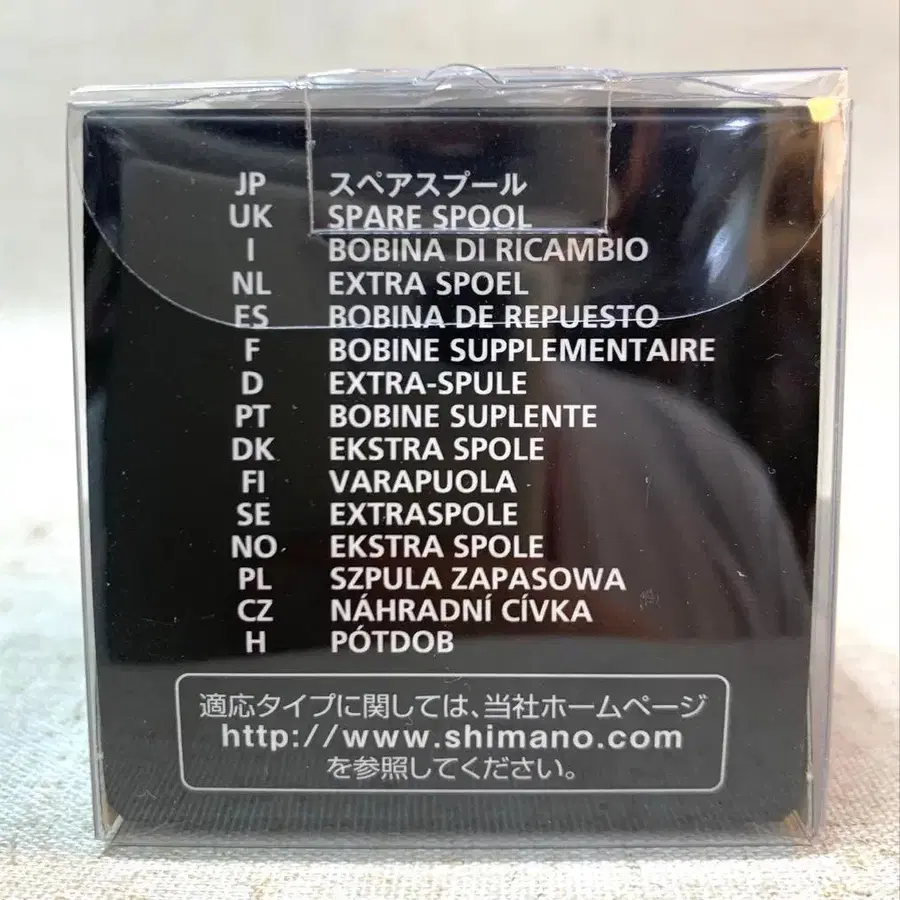 JP スペアスプール
UK SPARE SPOOL
I BOBINA DI RICAMBIO
NL EXTRA SPOEL
ES BOBINA DE REPUESTO
F BOBINE SUPPLEMENTAIRE
D EXTRA-SPULE
PT BOBINE SUPLENTE
DK EKSTRA SPOLE
FI VARAPUOLA
SE EXTRASPOLE
NO EKSTRA SPOLE
PL SZPULA ZAPASOWA
CZ NÁHRADNÍ CÍVKA
H PÓTDOB
適応タイプに関しては、当社ホームページ
http://www.shimano.com
を参照してください。